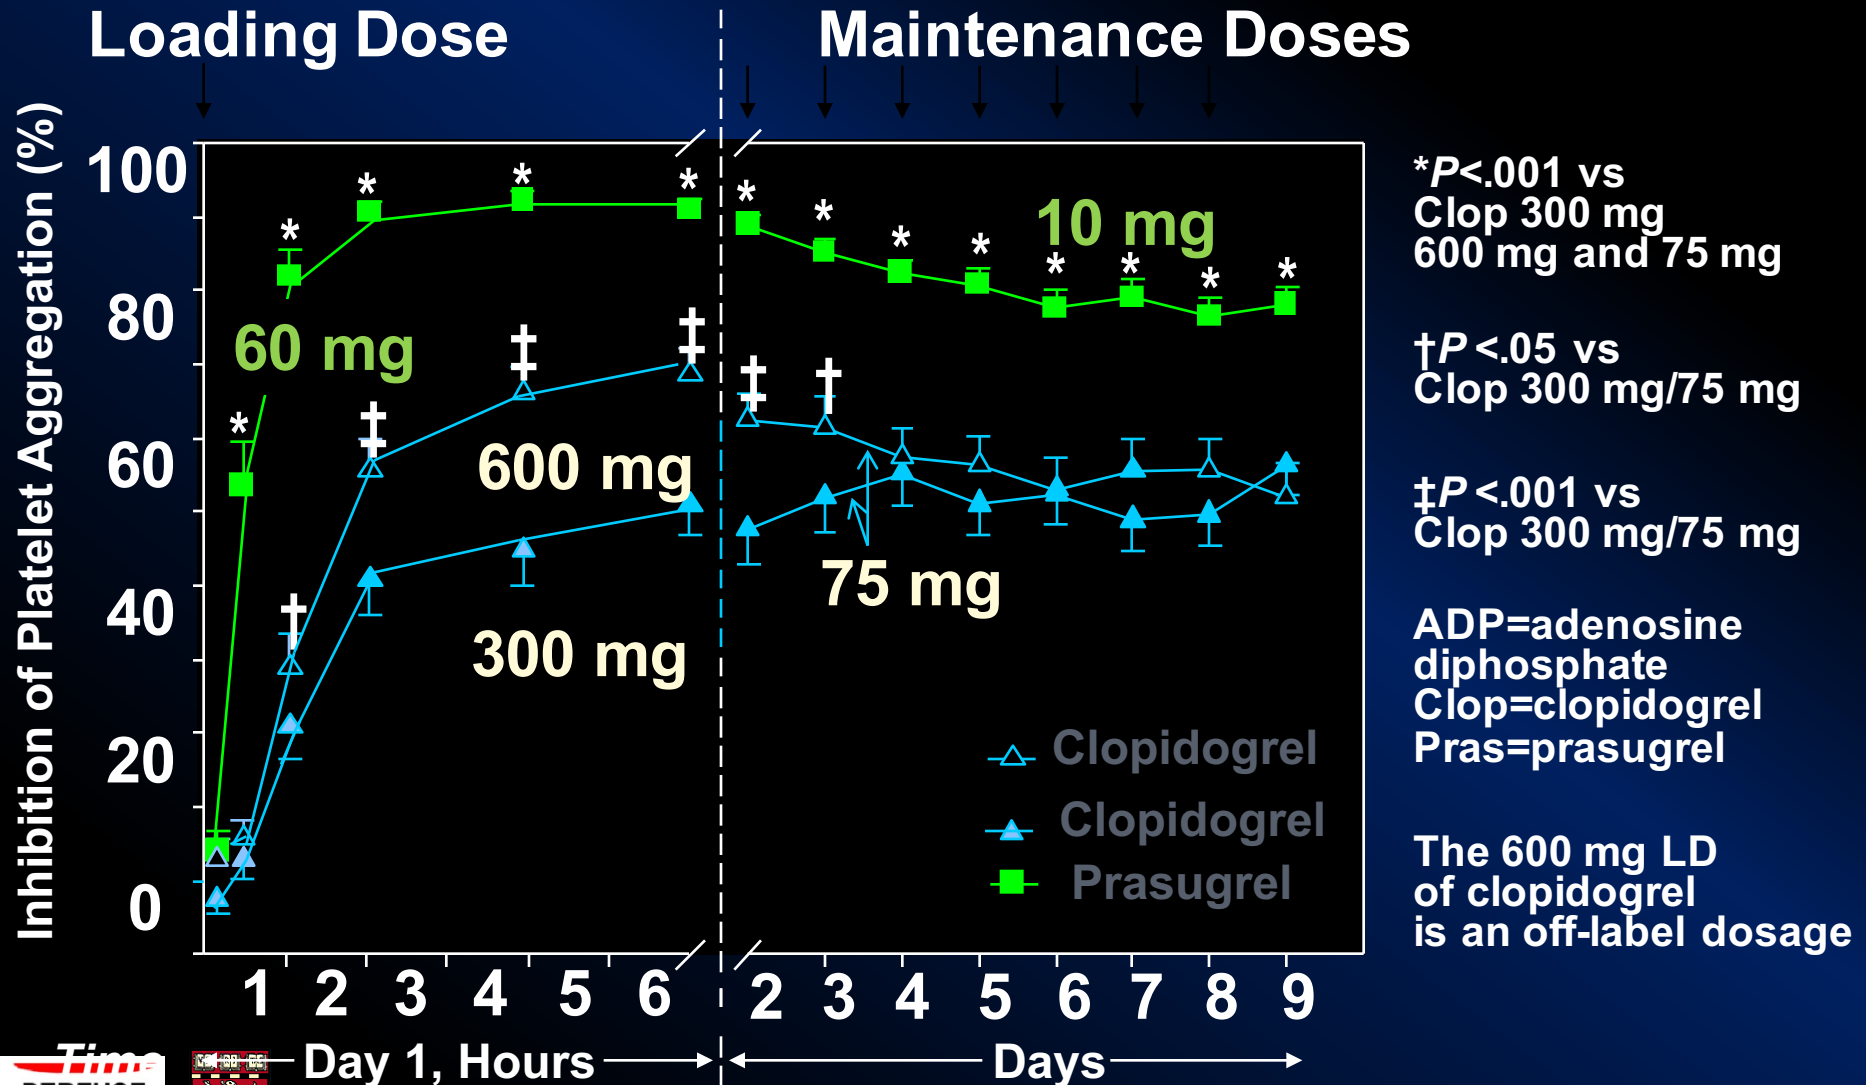 Loading Dose
Maintenance Doses
Inhibition of Platelet Aggregation (%)
100
80
60
40
20
0
*
*
*
*
*
*
*
*
*
*
*
*
*
60 mg
10 mg
†
‡
‡
‡
‡
†
600 mg
300 mg
75 mg
Clopidogrel
Clopidogrel
Prasugrel
1 2 3 4 5 6
2 3 4 5 6 7 8 9
Time
Day 1, Hours
Days
*P<.001 vs
Clop 300 mg
600 mg and 75 mg
†P <.05 vs
Clop 300 mg/75 mg
‡P <.001 vs
Clop 300 mg/75 mg
ADP=adenosine
diphosphate
Clop=clopidogrel
Pras=prasugrel
The 600 mg LD
of clopidogrel
is an off-label dosage